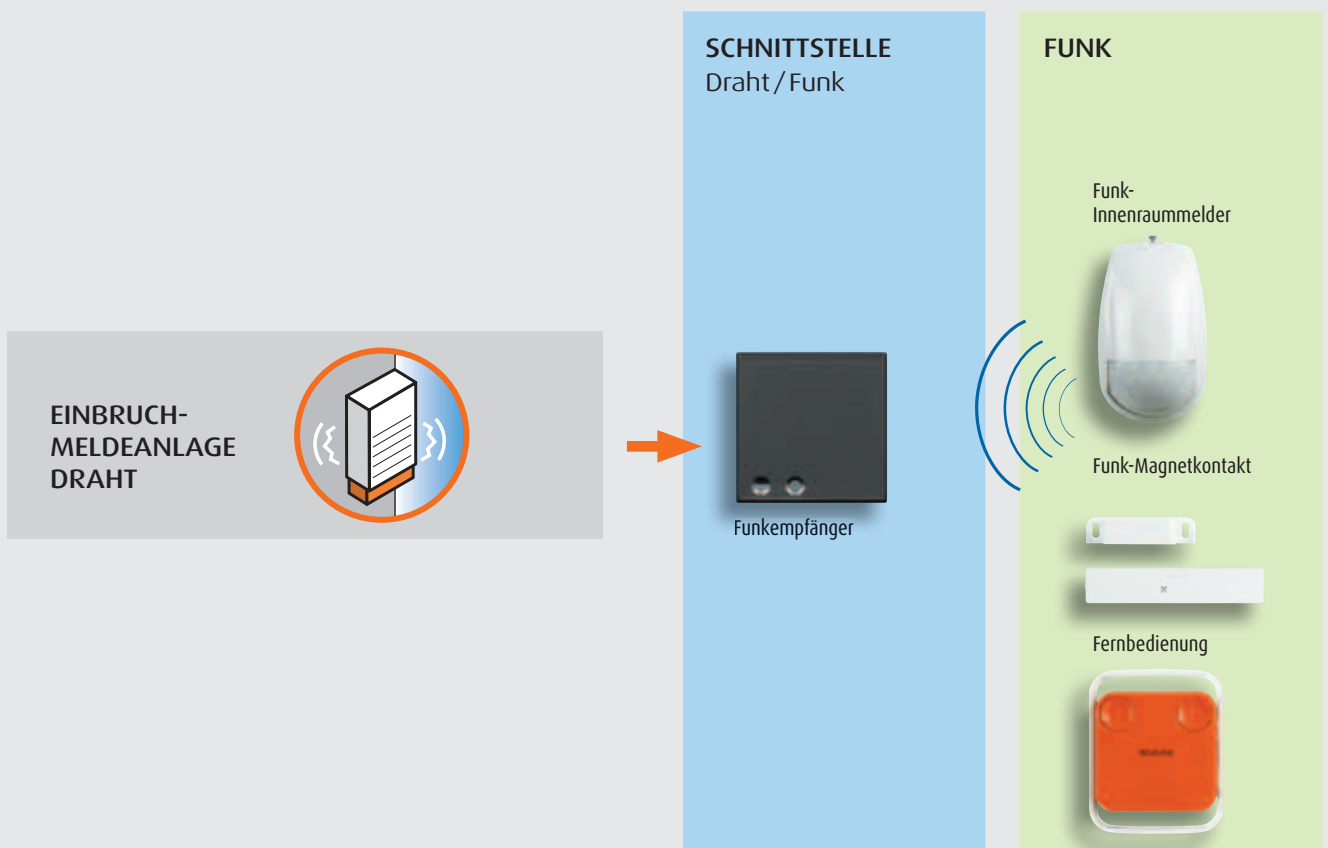 SCHNITTSTELLE
Draht / Funk
FUNK
Funk-
Innenraummelder
EINBRUCH-
MELDEANLAGE
DRAHT
Funkempfänger
Funk-Magnetkontakt
Fernbedienung